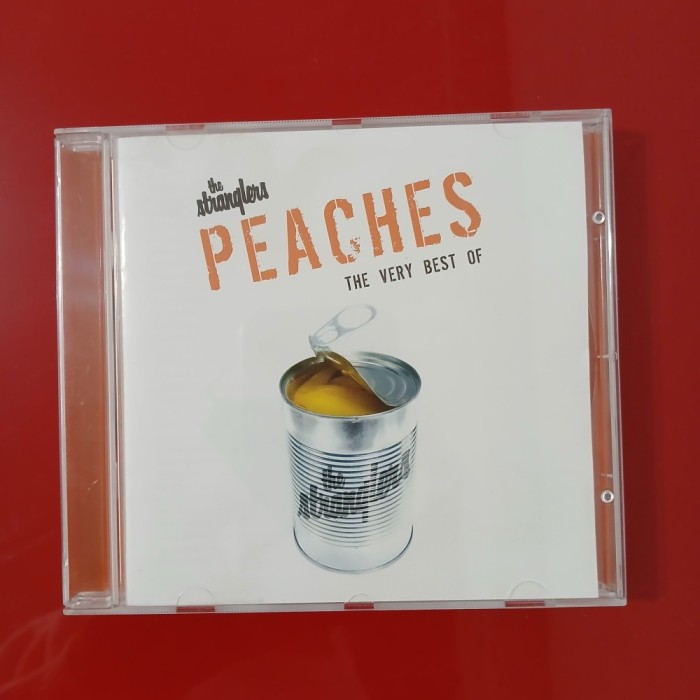 the
stranglers
PEACHES
THE VERY BEST OF
the
stranglers